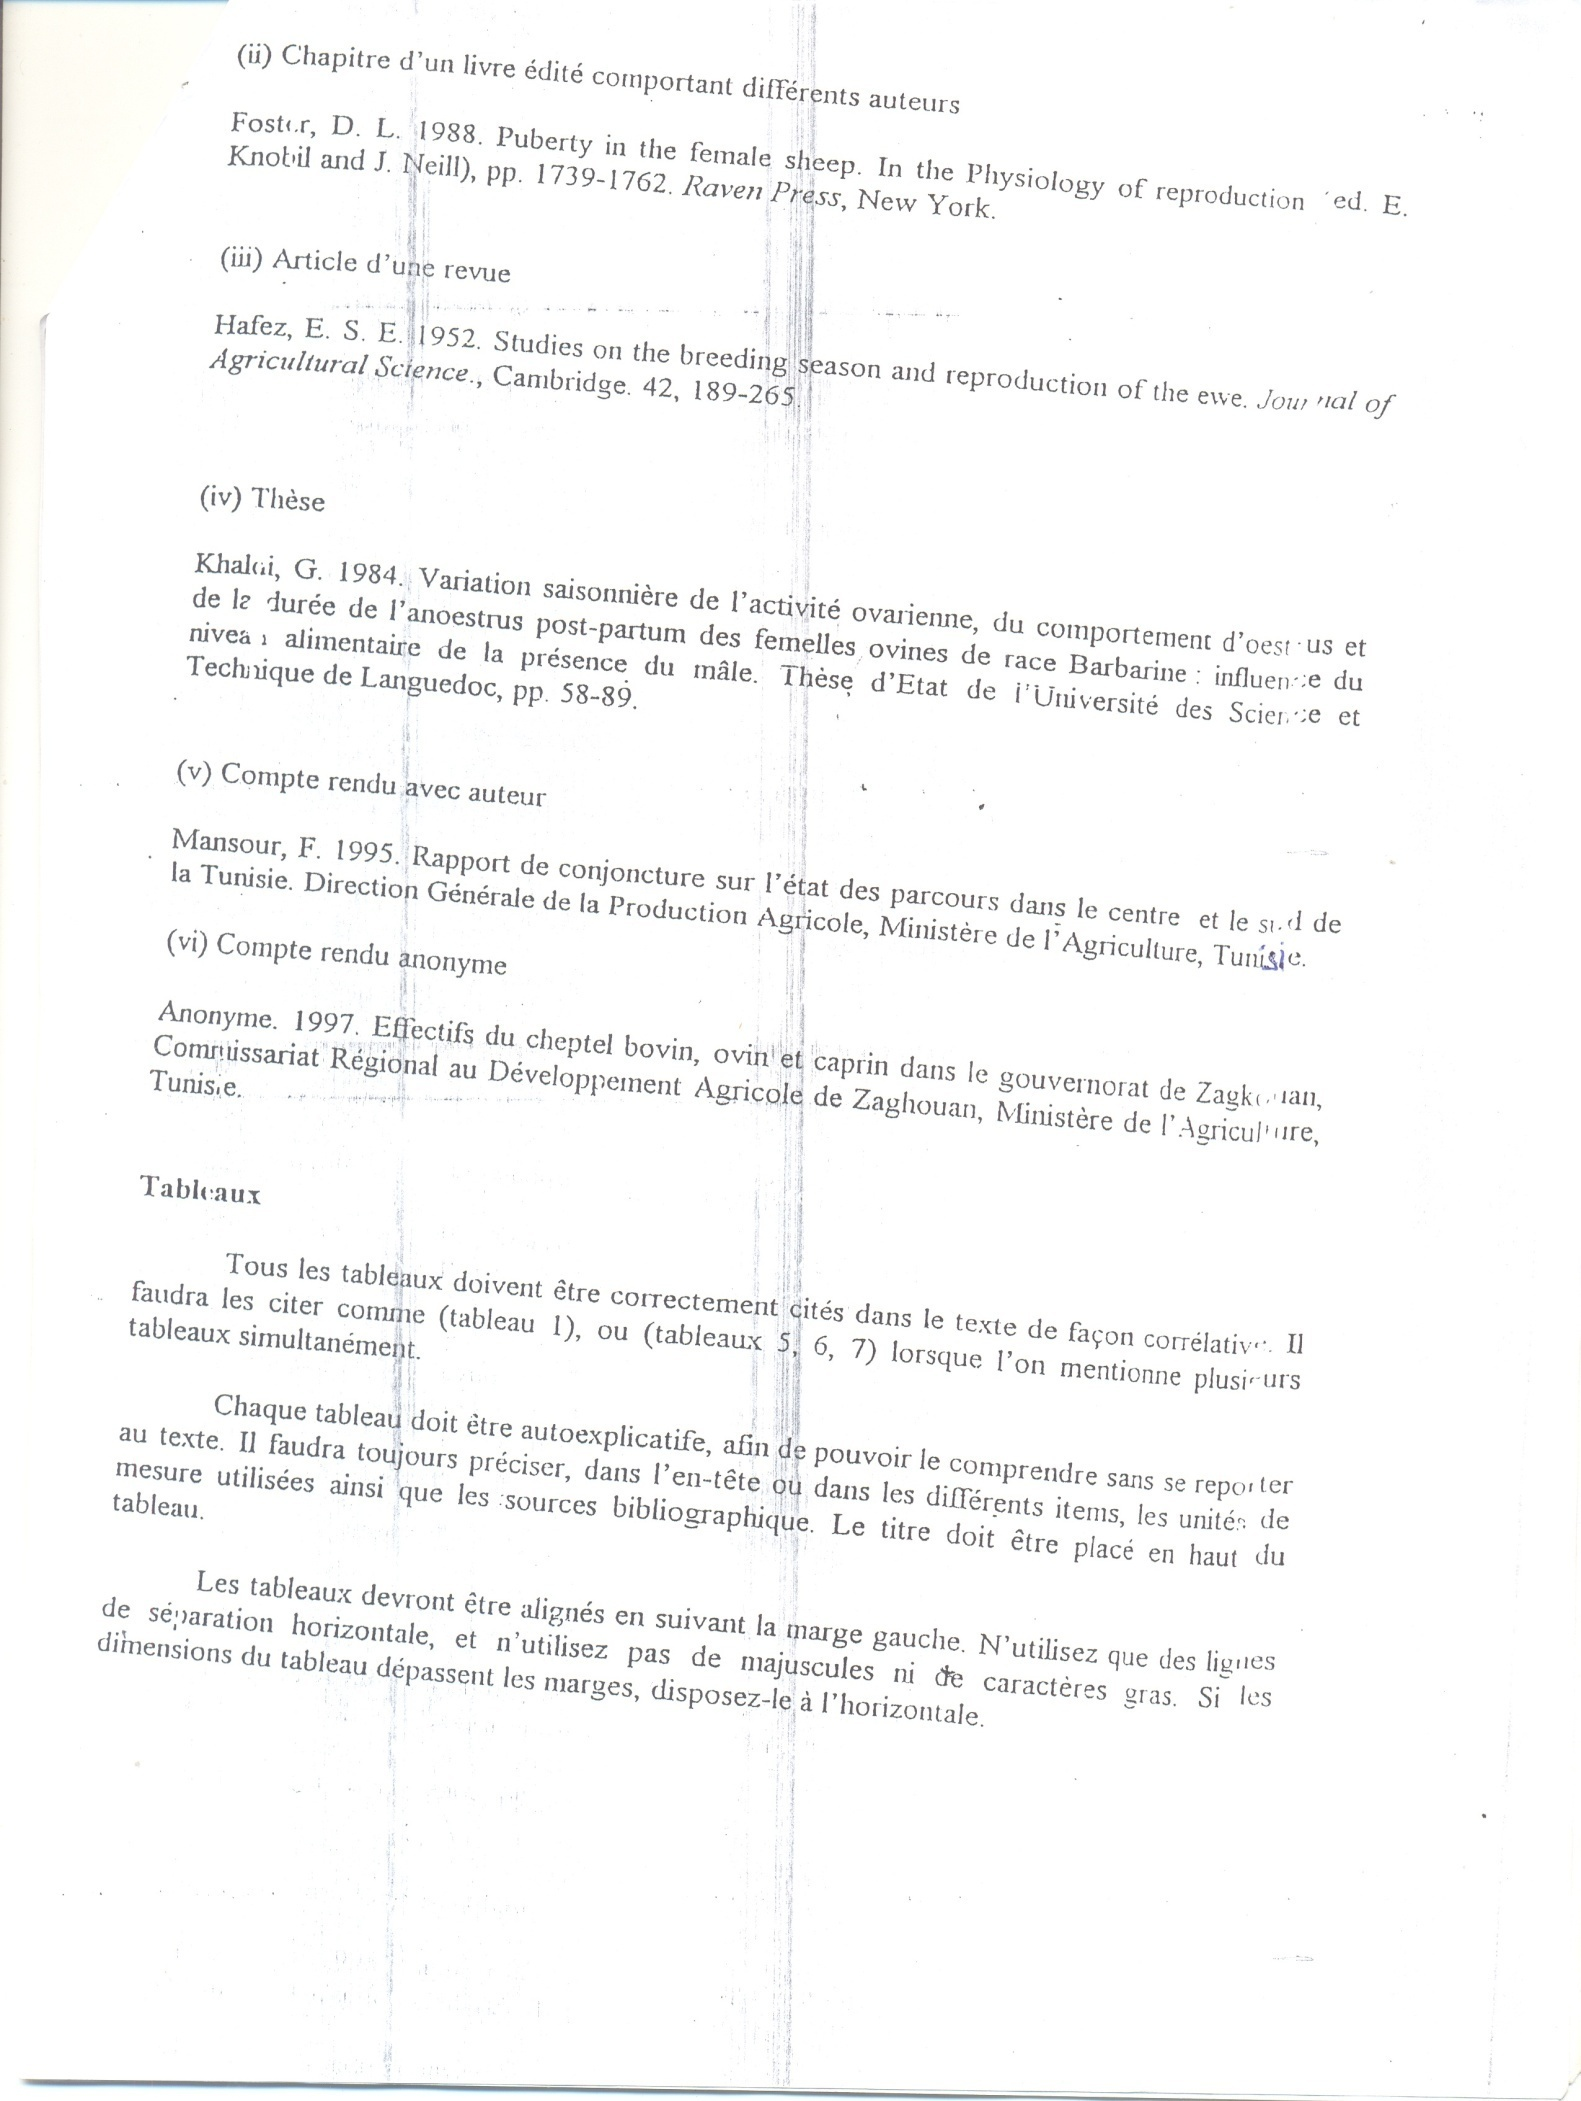 (ii) Chapitre d'un livre édité comportant différents auteurs
Foster, D. L. 1988. Puberty in the female sheep. In the Physiology of reproduction (ed. E.
Knobil and J. Neill), pp. 1739-1762. Raven Press, New York.
(iii) Article d'une revue
Hafez, E. S. E. 1952. Studies on the breeding season and reproduction of the ewe. Journal of
Agricultural Science., Cambridge. 42, 189-265.
(iv) Thèse
Khaldi, G. 1984. Variation saisonnière de l'activité ovarienne, du comportement d'oestrus et
de la durée de l'anoestrus post-partum des femelles ovines de race Barbarine : influence du
niveau alimentaire de la présence du mâle. Thèse d'Etat de l'Université des Science et
Technique de Languedoc, pp. 58-89.
(v) Compte rendu avec auteur
Mansour, F. 1995. Rapport de conjoncture sur l'état des parcours dans le centre et le sud de
la Tunisie. Direction Générale de la Production Agricole, Ministère de l'Agriculture, Tunisie.
(vi) Compte rendu anonyme
Anonyme. 1997. Effectifs du cheptel bovin, ovin et caprin dans le gouvernorat de
Commissariat Régional au Développement Agricole de Zaghouan, Ministère de l'Agriculture,
Tunisie.
Tableaux
Tous les tableaux doivent être correctement cités dans le texte de façon corrélative. Il
faudra les citer comme (tableau 1), ou (tableaux 5, 6, 7) lorsque l'on mentionne plusieurs
tableaux simultanément.
Chaque tableau doit être autoexplicatife, afin de pouvoir le comprendre sans se reporter
au texte. Il faudra toujours préciser, dans l'en-tête ou dans les différents items, les unités de
mesure utilisées ainsi que les sources bibliographique. Le titre doit être placé en haut du
tableau.
Les tableaux devront être alignés en suivant la marge gauche. N'utilisez que des lignes
de séparation horizontale, et n'utilisez pas de majuscules ni de caractères gras. Si les
dimensions du tableau dépassent les marges, disposez-le à l'horizontale.